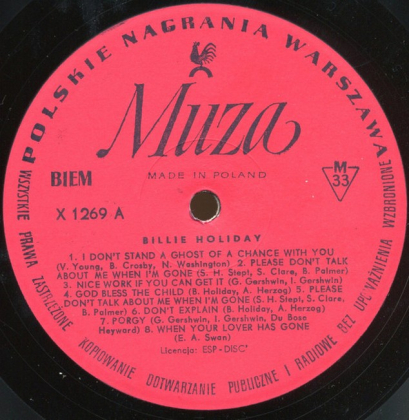 POLSKIE NAGRANIA WARSZAWA
Muza
MADE IN POLAND
BIEM
M
33
X 1269 A
BILLIE HOLIDAY
1. I DON'T STAND A GHOST OF A CHANCE WITH YOU
(V. Young, B. Crosby, N. Washington) 2. PLEASE DON'T TALK
ABOUT ME WHEN I'M GONE (S. H. Stept, S. Clare, B. Palmer)
3. NICE WORK IF YOU CAN GET IT (G. Gershwin, I. Gershwin)
4. GOD BLESS THE CHILD (B. Holiday, A. Herzog) 5. PLEASE
DON'T TALK ABOUT ME WHEN I'M GONE (S. H. Stept, S. Clare,
B. Palmer) 6. DON'T EXPLAIN (B. Holiday, A. Herzog)
7. PORGY (G. Gershwin, I. Gershwin, Du Bose
Heyword) 8. WHEN YOUR LOVER HAS GONE
(E. A. Swan)
Licencja: ESP-DISC'
WSZYSTKIE PRAWA ZASTRZEŻONE KOPIOWANIE ODTWARZANIE PUBLICZNE I RADIOWE BEZ UPOWAŻNIENIA WZBRONIONE